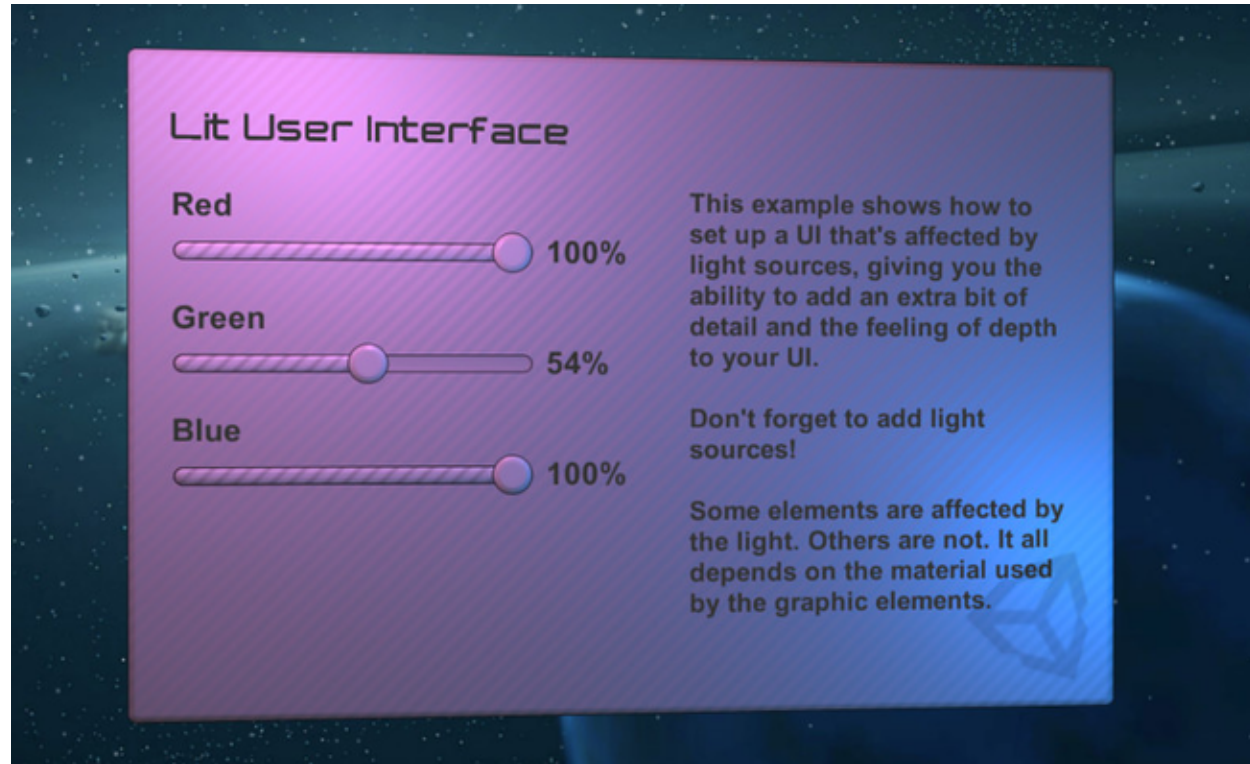 Lit User Interface
Red
100%
Green
54%
Blue
100%
This example shows how to
set up a UI that's affected by
light sources, giving you the
ability to add an extra bit of
detail and the feeling of depth
to your UI.
Don't forget to add light
sources!
Some elements are affected by
the light. Others are not. It all
depends on the material used
by the graphic elements.